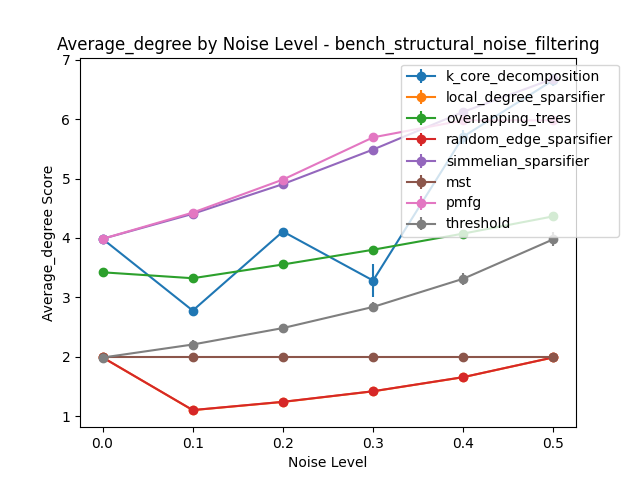 Average_degree by Noise Level - bench_structural_noise_filtering
k_core_decomposition
local_degree_sparsifier
overlapping_trees
random_edge_sparsifier
simmelian_sparsifier
mst
pmfg
threshold
Average_degree Score
7
6
5
4
3
2
1
0.0 0.1 0.2 0.3 0.4 0.5
Noise Level